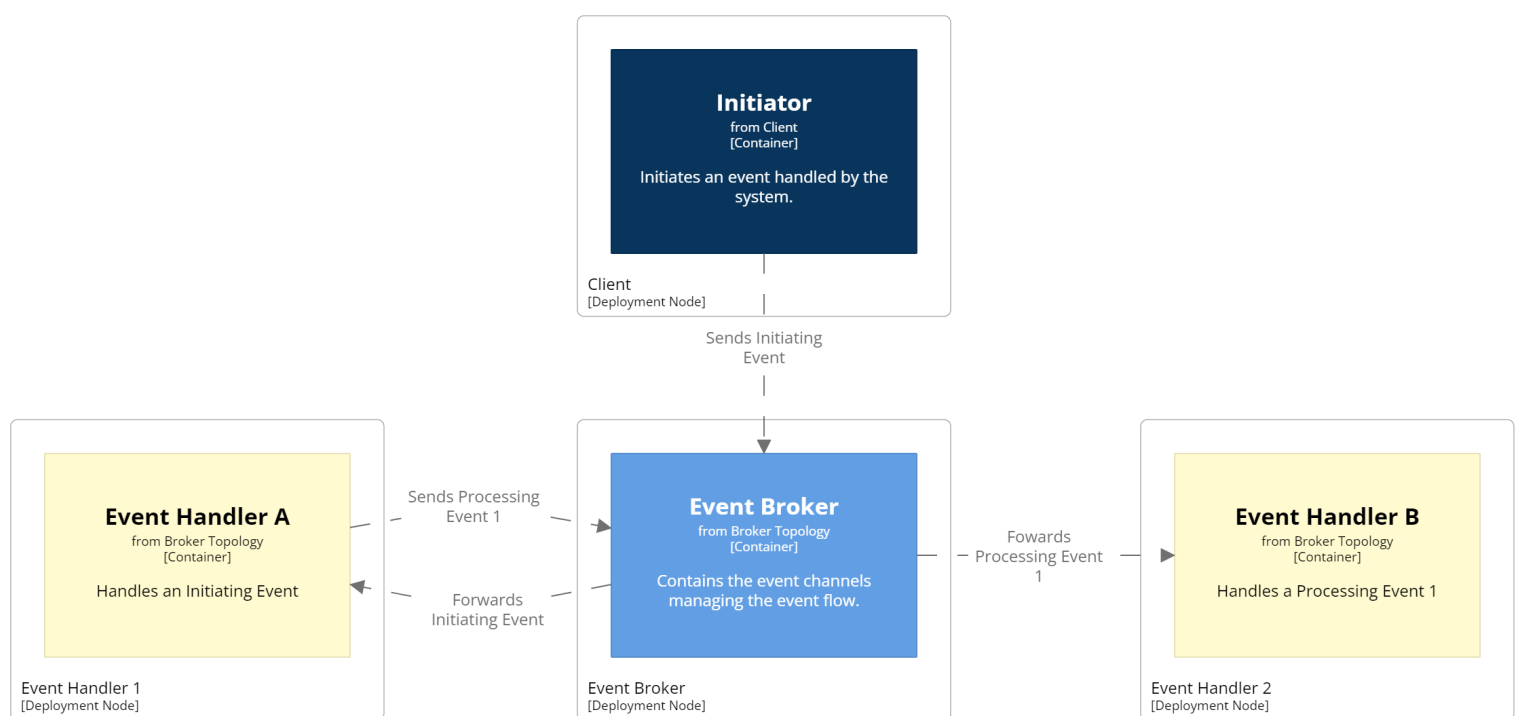 Initiator
from Client
[Container]
Initiates an event handled by the
system.
Client
[Deployment Node]
Sends Initiating
Event
Event Handler A
from Broker Topology
[Container]
Handles an Initiating Event
Event Handler 1
[Deployment Node]
Sends Processing
Event 1
Forwards
Initiating Event
Event Broker
from Broker Topology
[Container]
Contains the event channels
managing the event flow.
Event Broker
[Deployment Node]
Fowards
Processing Event
1
Event Handler B
from Broker Topology
[Container]
Handles a Processing Event 1
Event Handler 2
[Deployment Node]